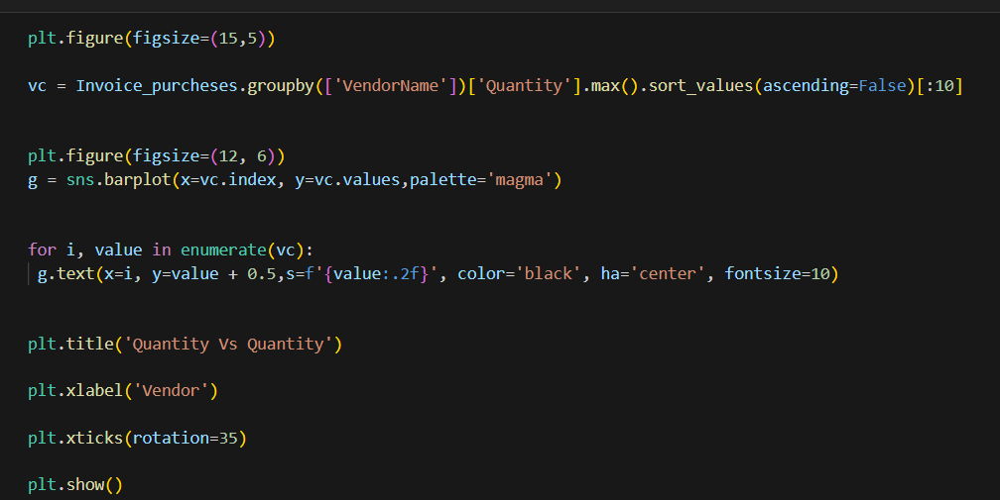 plt.figure(figsize=(15,5))
vc = Invoice_purcheses.groupby(['VendorName'])['Quantity'].max().sort_values(ascending=False)[:10]
plt.figure(figsize=(12, 6))
g = sns.barplot(x=vc.index, y=vc.values,palette='magma')
for i, value in enumerate(vc):
 g.text(x=i, y=value + 0.5,s=f'{value:.2f}', color='black', ha='center', fontsize=10)
plt.title('Quantity Vs Quantity')
plt.xlabel('Vendor')
plt.xticks(rotation=35)
plt.show()